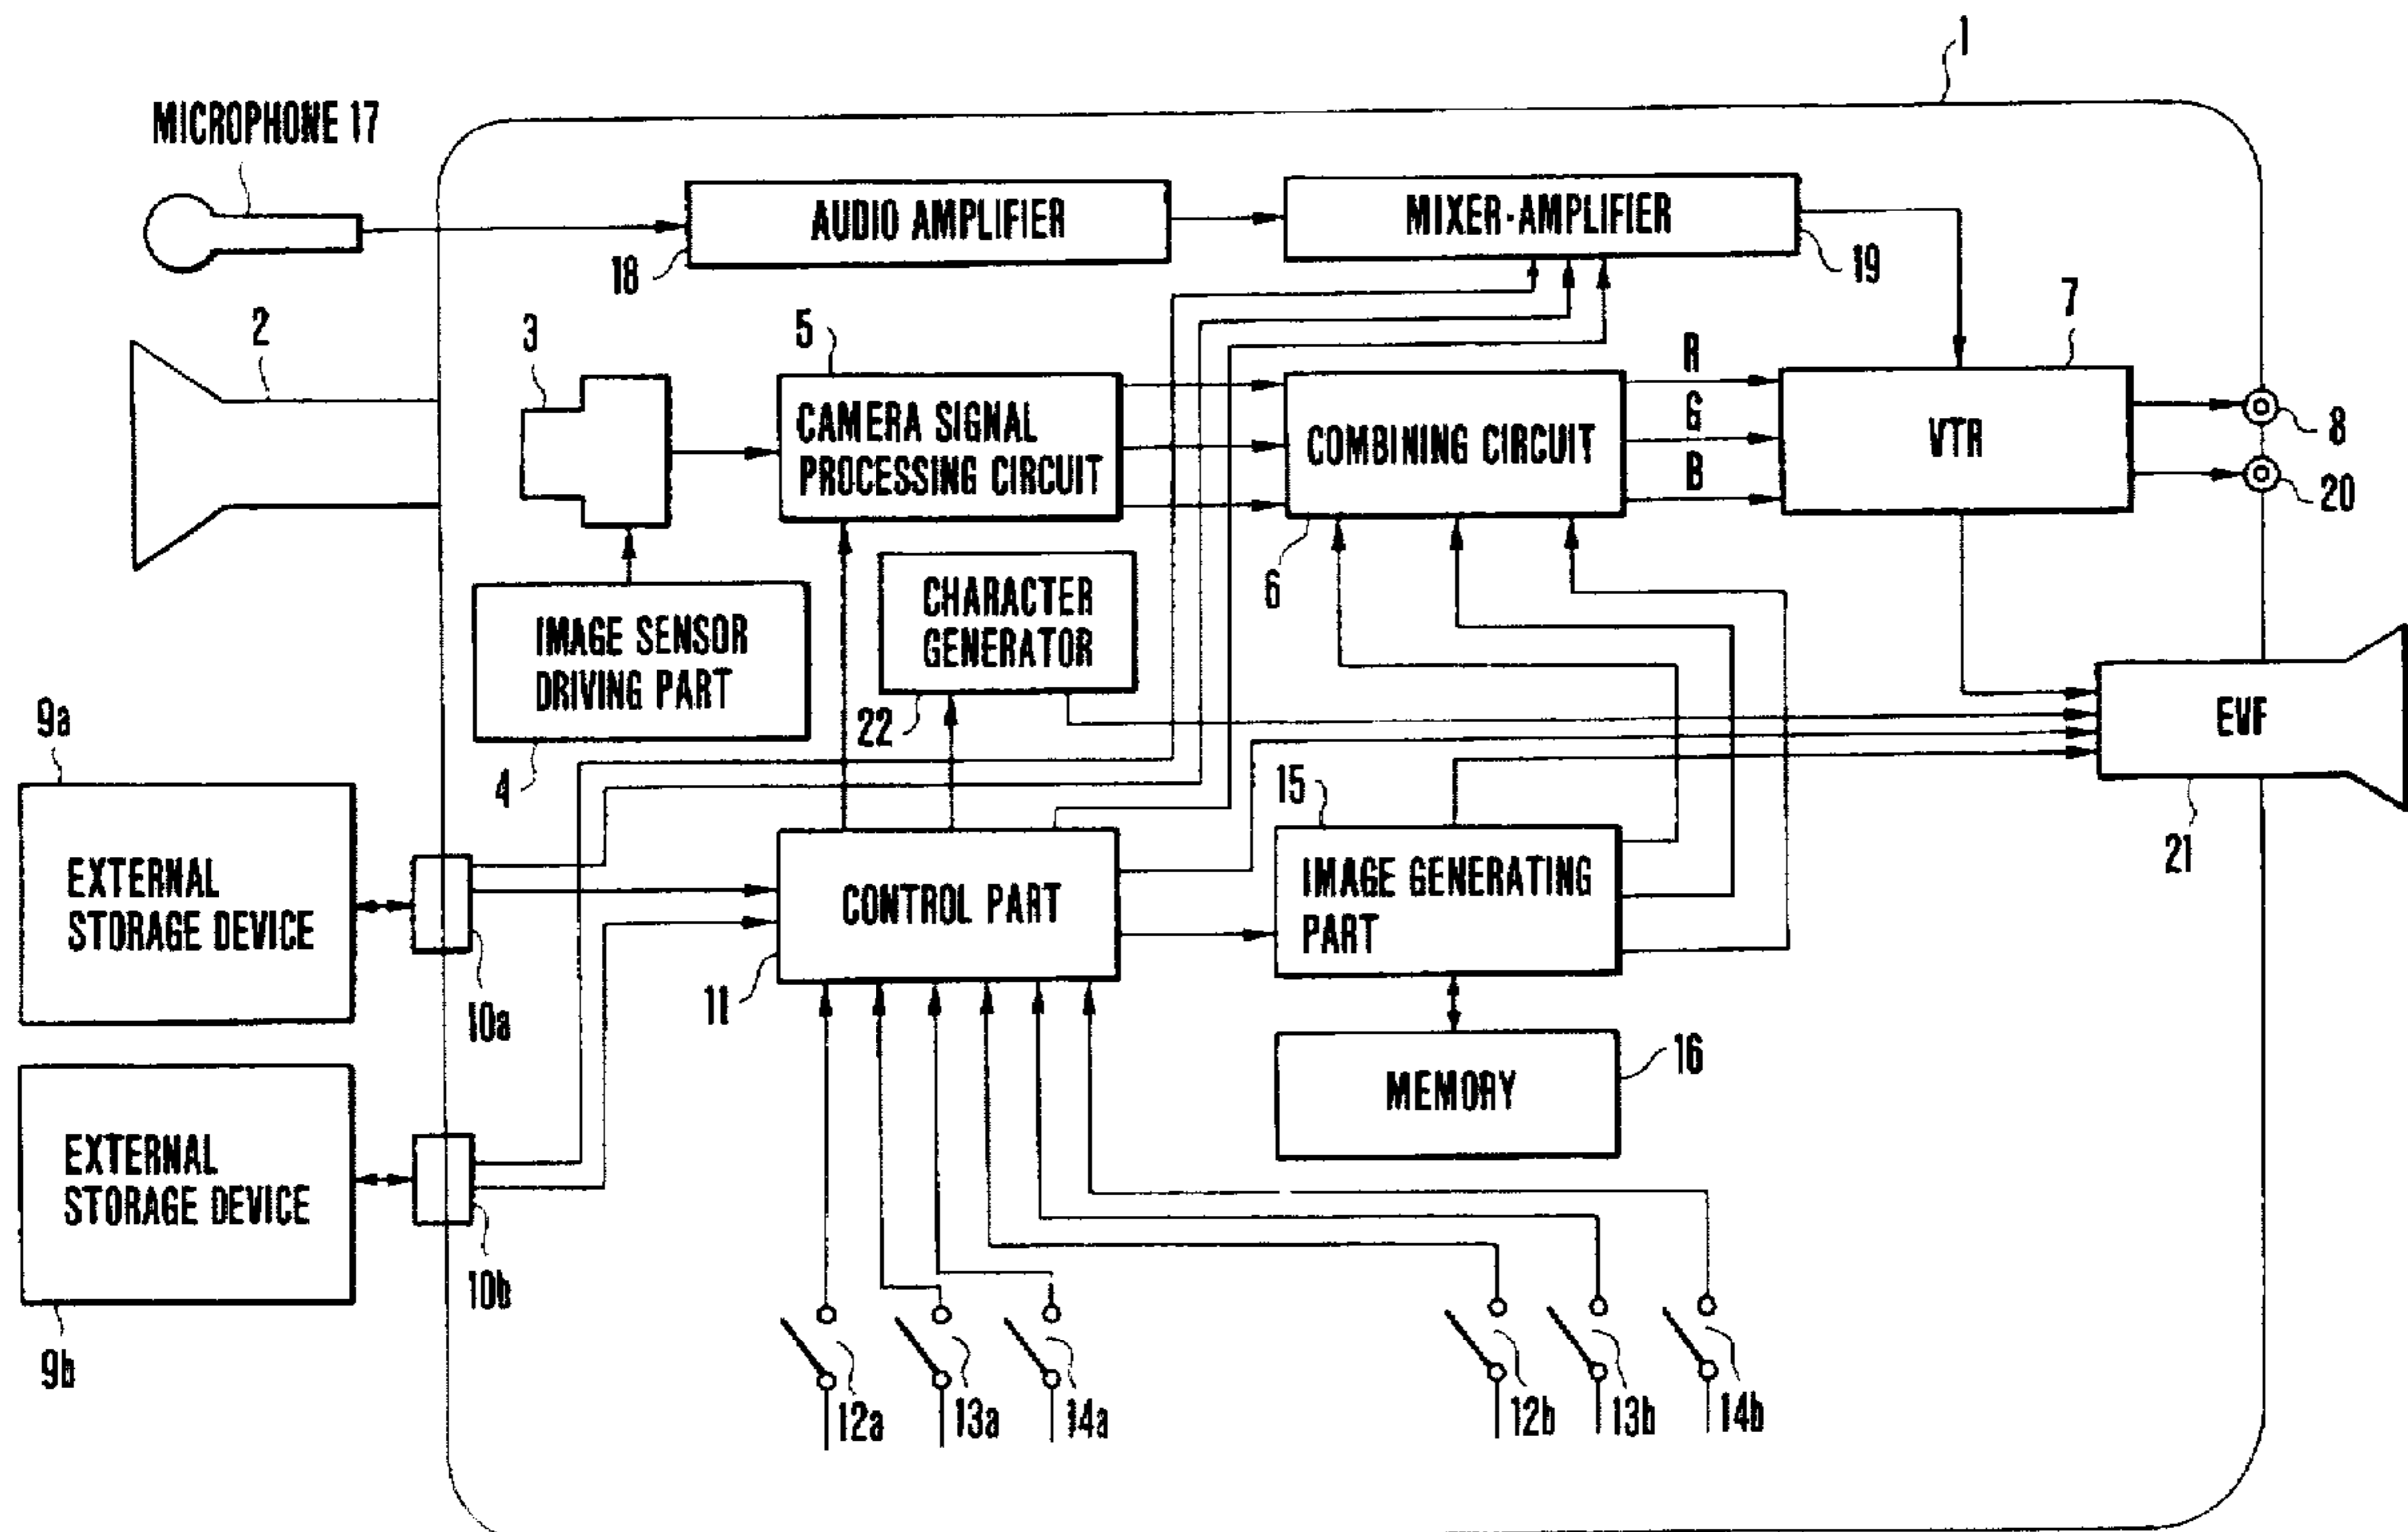 1
MICROPHONE 17
AUDIO AMPLIFIER
18
MIXER-AMPLIFIER
19
2
3
5
CAMERA SIGNAL
PROCESSING CIRCUIT
COMBINING CIRCUIT
6
R
G
B
7
VTR
8
20
IMAGE SENSOR
DRIVING PART
4
CHARACTER
GENERATOR
22
EVF
21
9a
EXTERNAL
STORAGE DEVICE
10a
CONTROL PART
11
15
IMAGE GENERATING
PART
MEMORY
16
EXTERNAL
STORAGE DEVICE
9b
10b
12a
13a
14a
12b
13b
14b